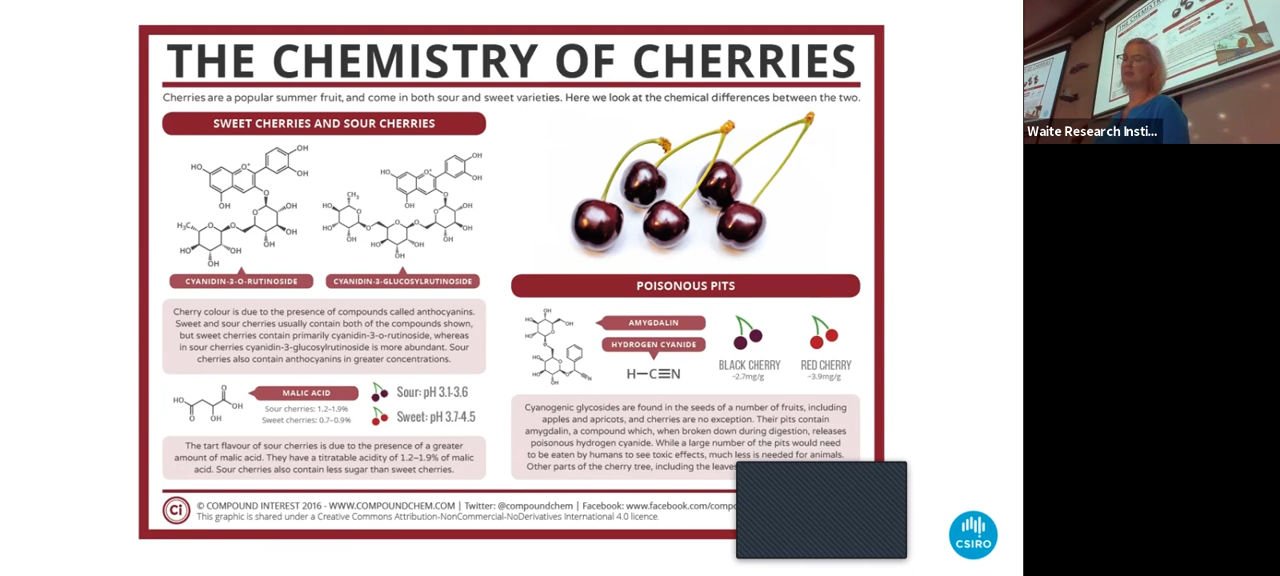 THE CHEMISTRY OF CHERRIES
Cherries are a popular summer fruit, and come in both sour and sweet varieties. Here we look at the chemical differences between the two.
SWEET CHERRIES AND SOUR CHERRIES
CYANIDIN-3-O-RUTINOSIDE
CYANIDIN-3-GLUCOSYLRUTINOSIDE
Cherry colour is due to the presence of compounds called anthocyanins.
Sweet and sour cherries usually contain both of the compounds shown,
but sweet cherries contain primarily cyanidin-3-o-rutinoside, whereas
in sour cherries cyanidin-3-glucosylrutinoside is more abundant. Sour
cherries also contain anthocyanins in greater concentrations.
MALIC ACID
Sour cherries: 1.2–1.9%
Sweet cherries: 0.7–0.9%
Sour: pH 3.1-3.6
Sweet: pH 3.7-4.5
The tart flavour of sour cherries is due to the presence of a greater
amount of malic acid. They have a titratable acidity of 1.2–1.9% of malic
acid. Sour cherries also contain less sugar than sweet cherries.
POISONOUS PITS
AMYGDALIN
HYDROGEN CYANIDE
H–C≡N
BLACK CHERRY
~2.7mg/g
RED CHERRY
~3.9mg/g
Cyanogenic glycosides are found in the seeds of a number of fruits, including
apples and apricots, and cherries are no exception. Their pits contain
amygdalin, a compound which, when broken down during digestion, releases
poisonous hydrogen cyanide. While a large number of the pits would need
to be eaten by humans to see toxic effects, much less is needed for animals.
Other parts of the cherry tree, including the leaves
Ci
© COMPOUND INTEREST 2016 - WWW.COMPOUNDCHEM.COM | Twitter: @compoundchem | Facebook: www.facebook.com/compo
This graphic is shared under a Creative Commons Attribution-NonCommercial-NoDerivatives International 4.0 licence.
CSIRO
Waite Research Insti...